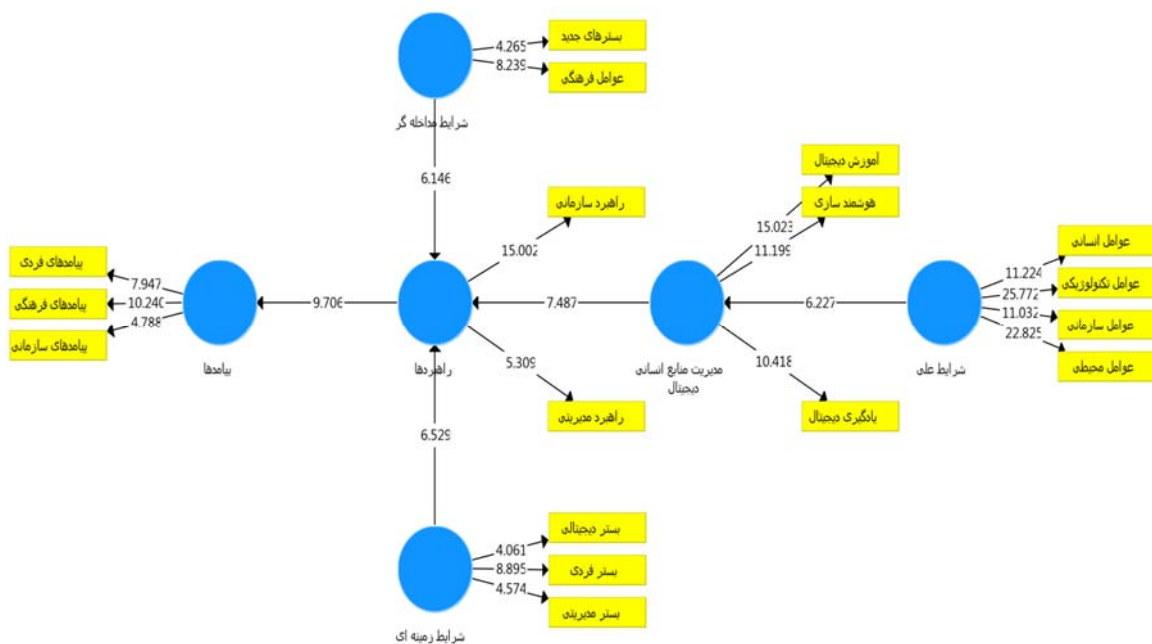 بسترهای جدید
4.265
8.239
عوامل فرهنگی
شرایط مداخله گر
6.146
آموزش دیجیتال
هوشمند سازی
15.023
11.199
راهبرد سازمانی
15.002
عوامل انسانی
عوامل تکنولوژیکی
عوامل سازمانی
عوامل محیطی
11.224
25.772
11.032
22.825
پیامدهای فردی
پیامدهای فرهنگی
پیامدهای سازمانی
7.947
10.240
4.788
9.706
7.487
6.227
پیامدها
راهبردها
مدیریت منابع انسانی
دیجیتال
شرایط علی
5.309
10.418
راهبرد مدیریتی
یادگیری دیجیتال
6.529
بستر دیجیتالی
بستر فردی
بستر مدیریتی
4.061
8.895
4.574
شرایط زمینه ای